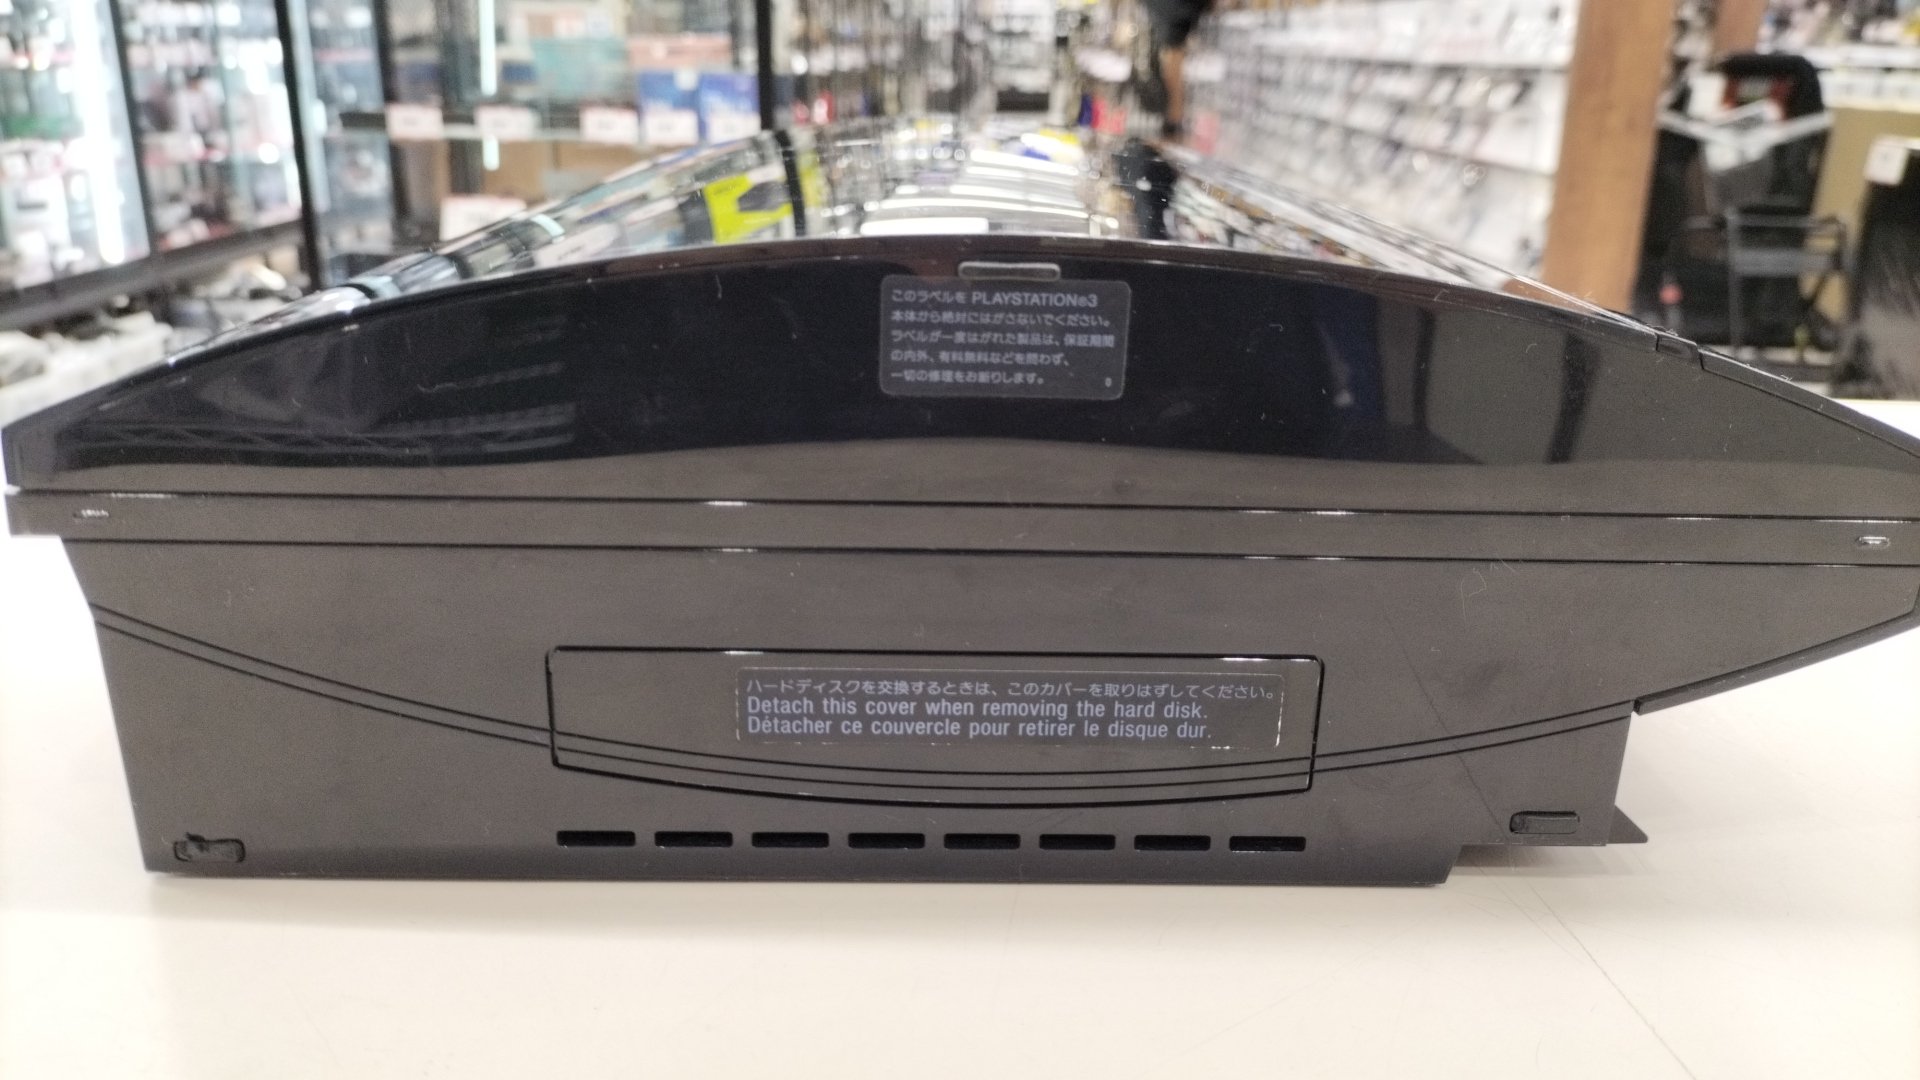 このラベルを PLAYSTATION®3
本体から絶対にはがさないでください。
ラベルが一度はがれた製品は、保証期間
の内外、有料無料などを問わず、
一切の修理をお断りします。
ハードディスクを交換するときは、このカバーを取りはずしてください。
Detach this cover when removing the hard disk.
Détacher ce couvercle pour retirer le disque dur.